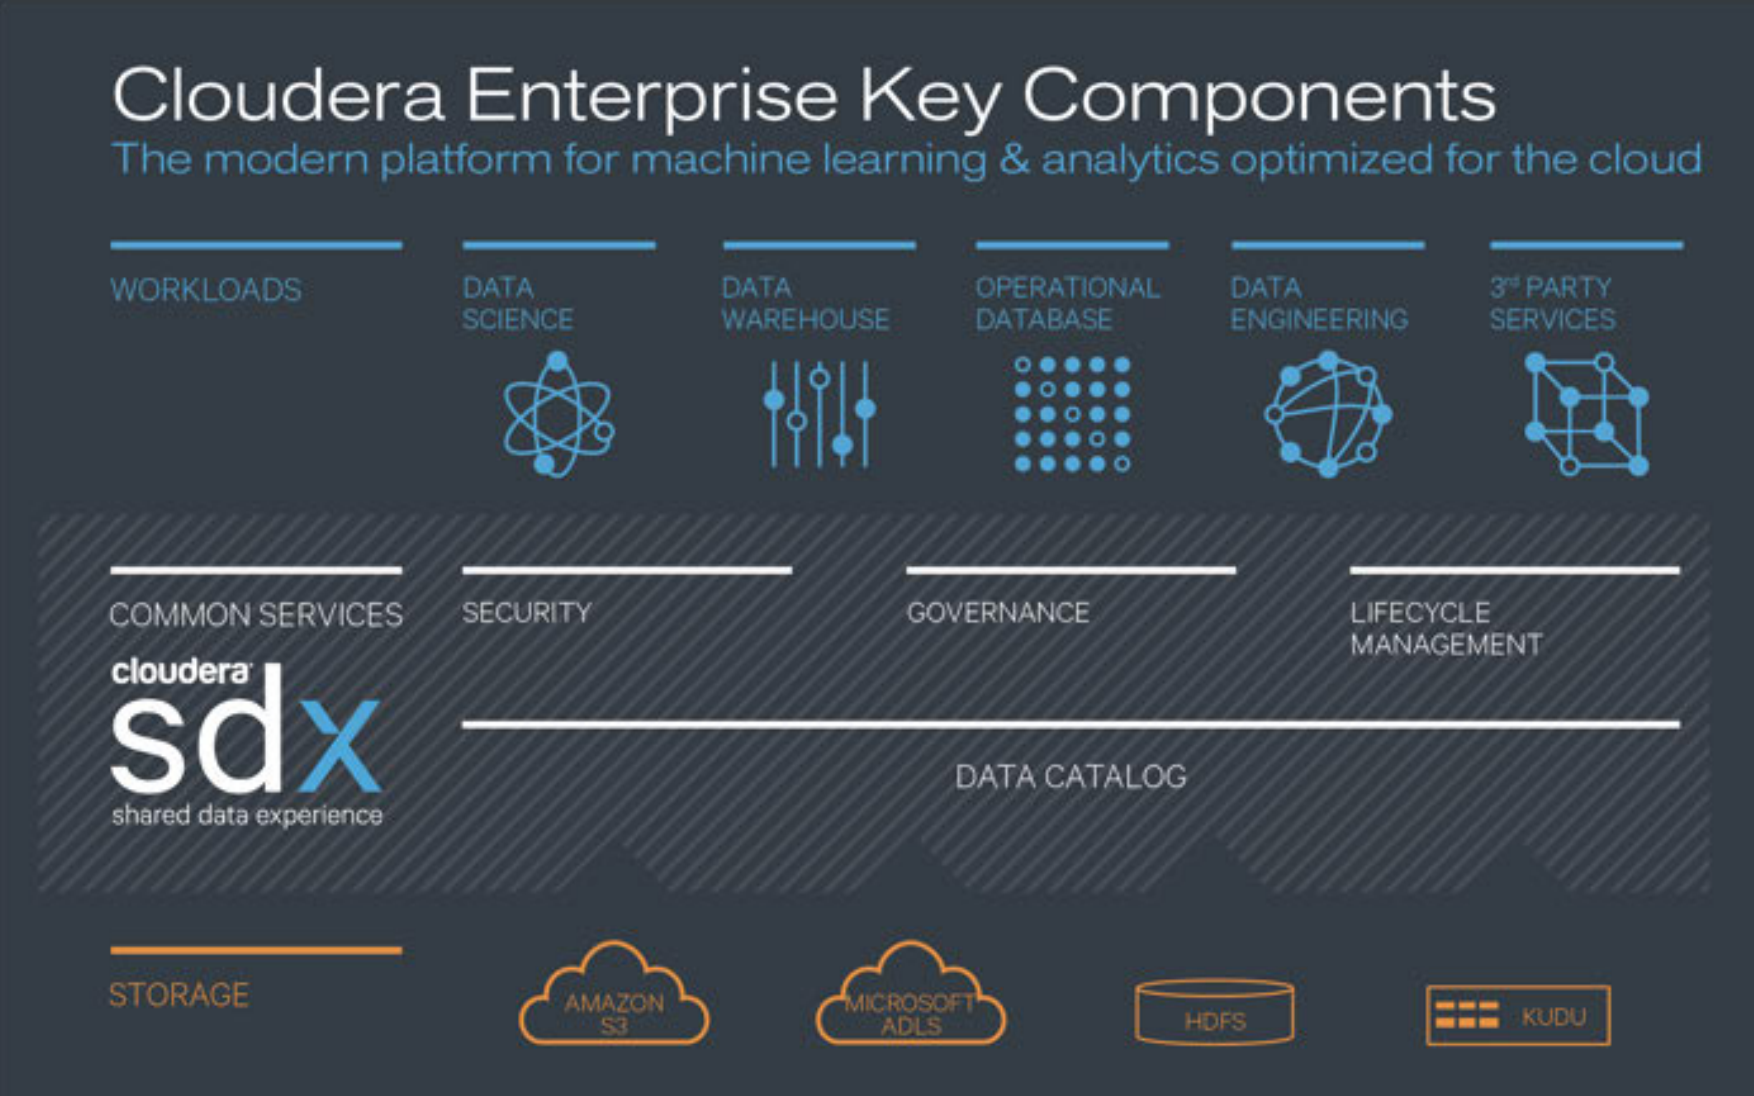 Cloudera Enterprise Key Components
The modern platform for machine learning & analytics optimized for the cloud
WORKLOADS
DATA
SCIENCE
DATA
WAREHOUSE
OPERATIONAL
DATABASE
DATA
ENGINEERING
3rd PARTY
SERVICES
COMMON SERVICES
cloudera
sdx
shared data experience
SECURITY
GOVERNANCE
LIFECYCLE
MANAGEMENT
DATA CATALOG
STORAGE
AMAZON
S3
MICROSOFT
ADLS
HDFS
KUDU